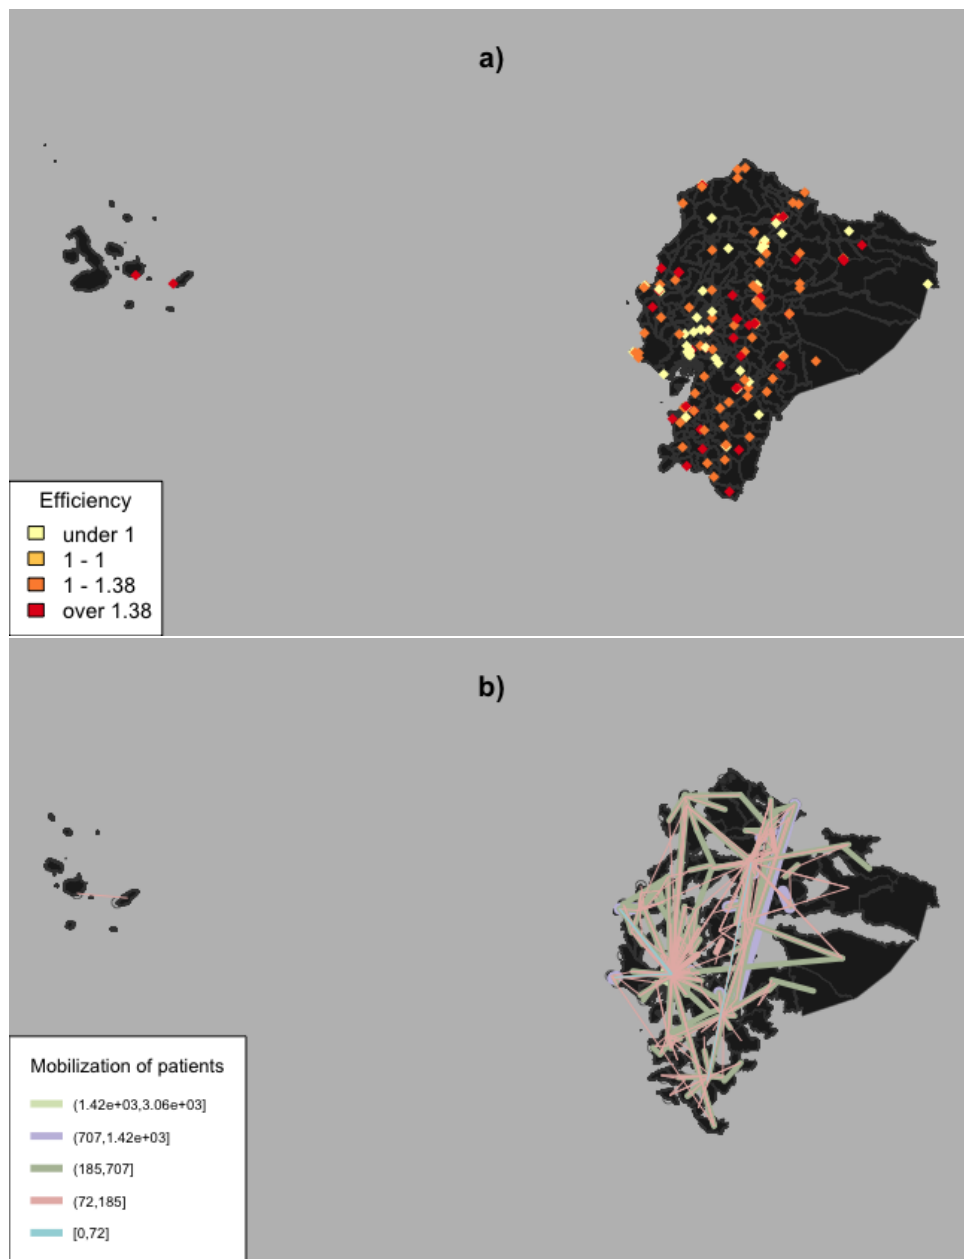 a)
Efficiency
under 1
1 - 1
1 - 1.38
over 1.38
b)
Mobilization of patients
(1.42e+03,3.06e+03]
(707,1.42e+03]
(185,707]
(72,185]
[0,72]